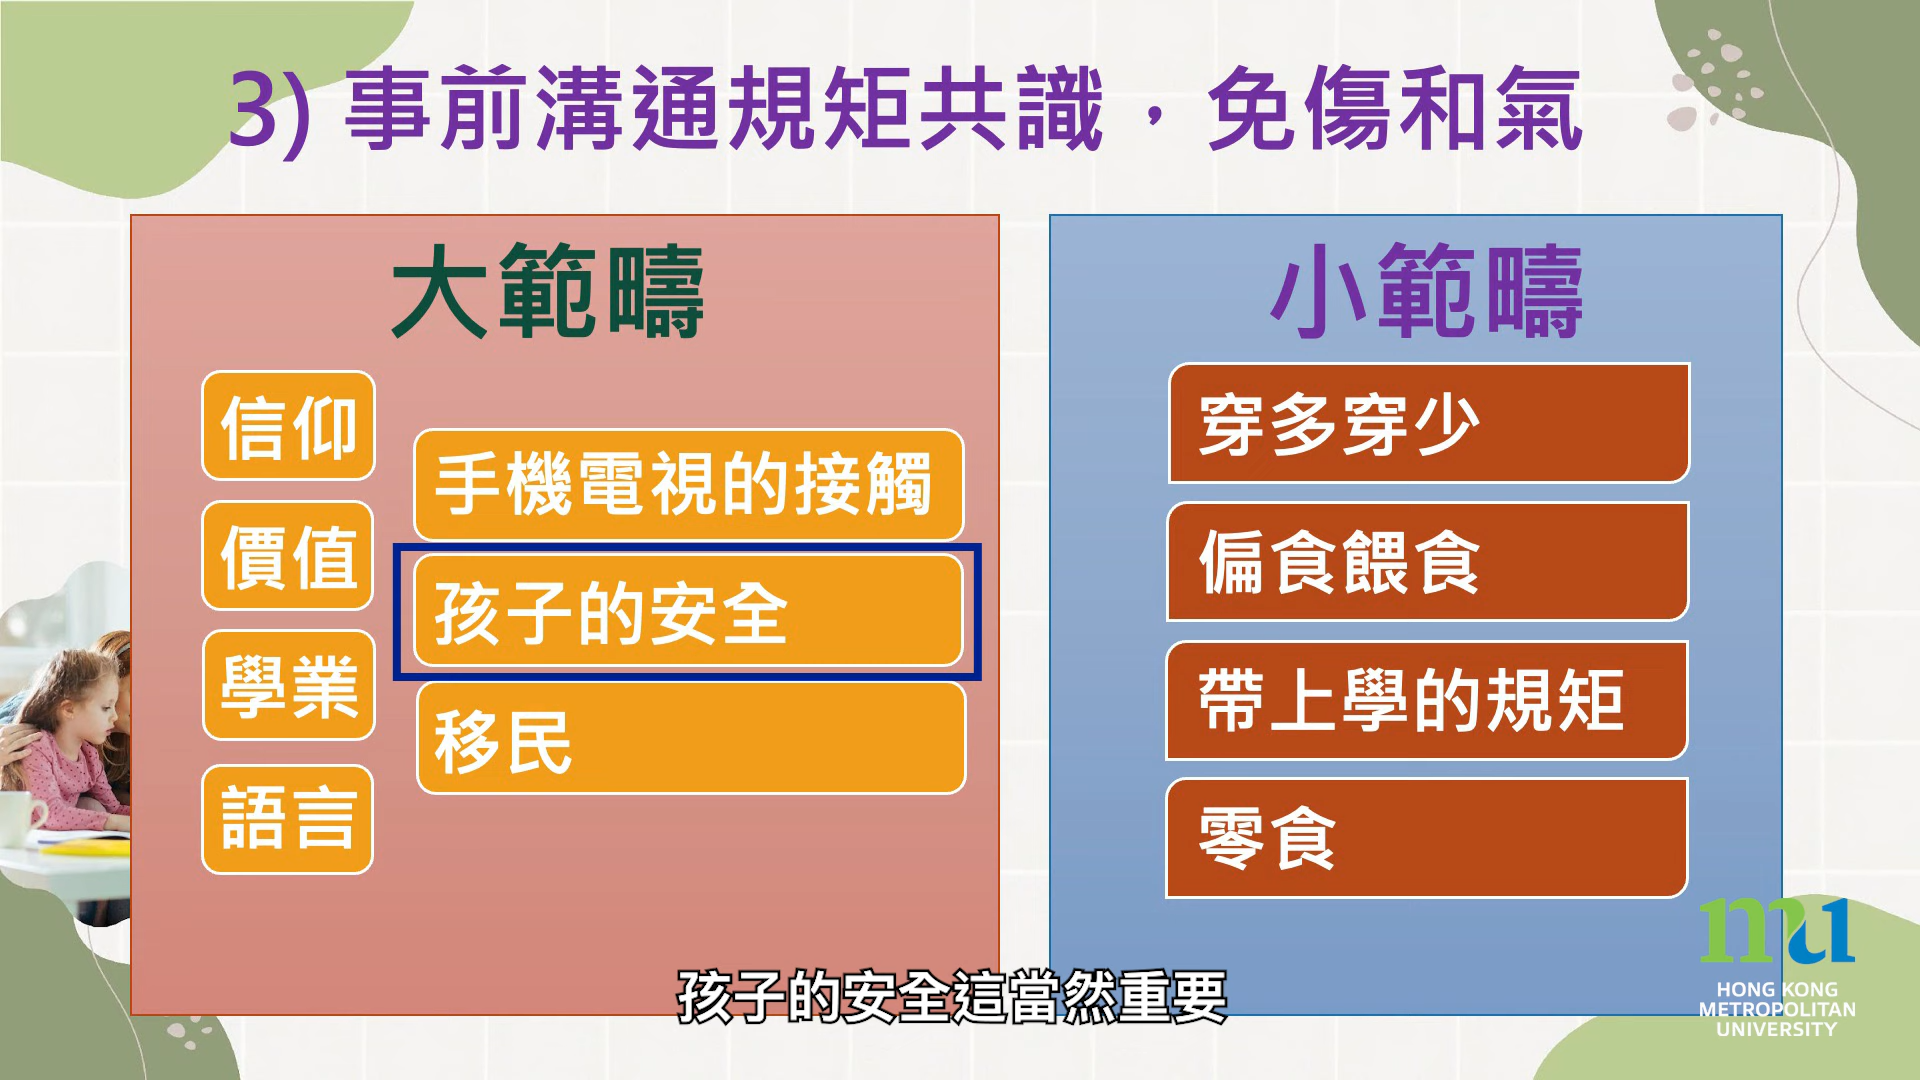 3) 事前溝通規矩共識，免傷和氣
大範疇
信仰
價值
學業
語言
手機電視的接觸
孩子的安全
移民
小範疇
穿多穿少
偏食餵食
帶上學的規矩
零食
孩子的安全這當然重要
mu
HONG KONG
METROPOLITAN
UNIVERSITY